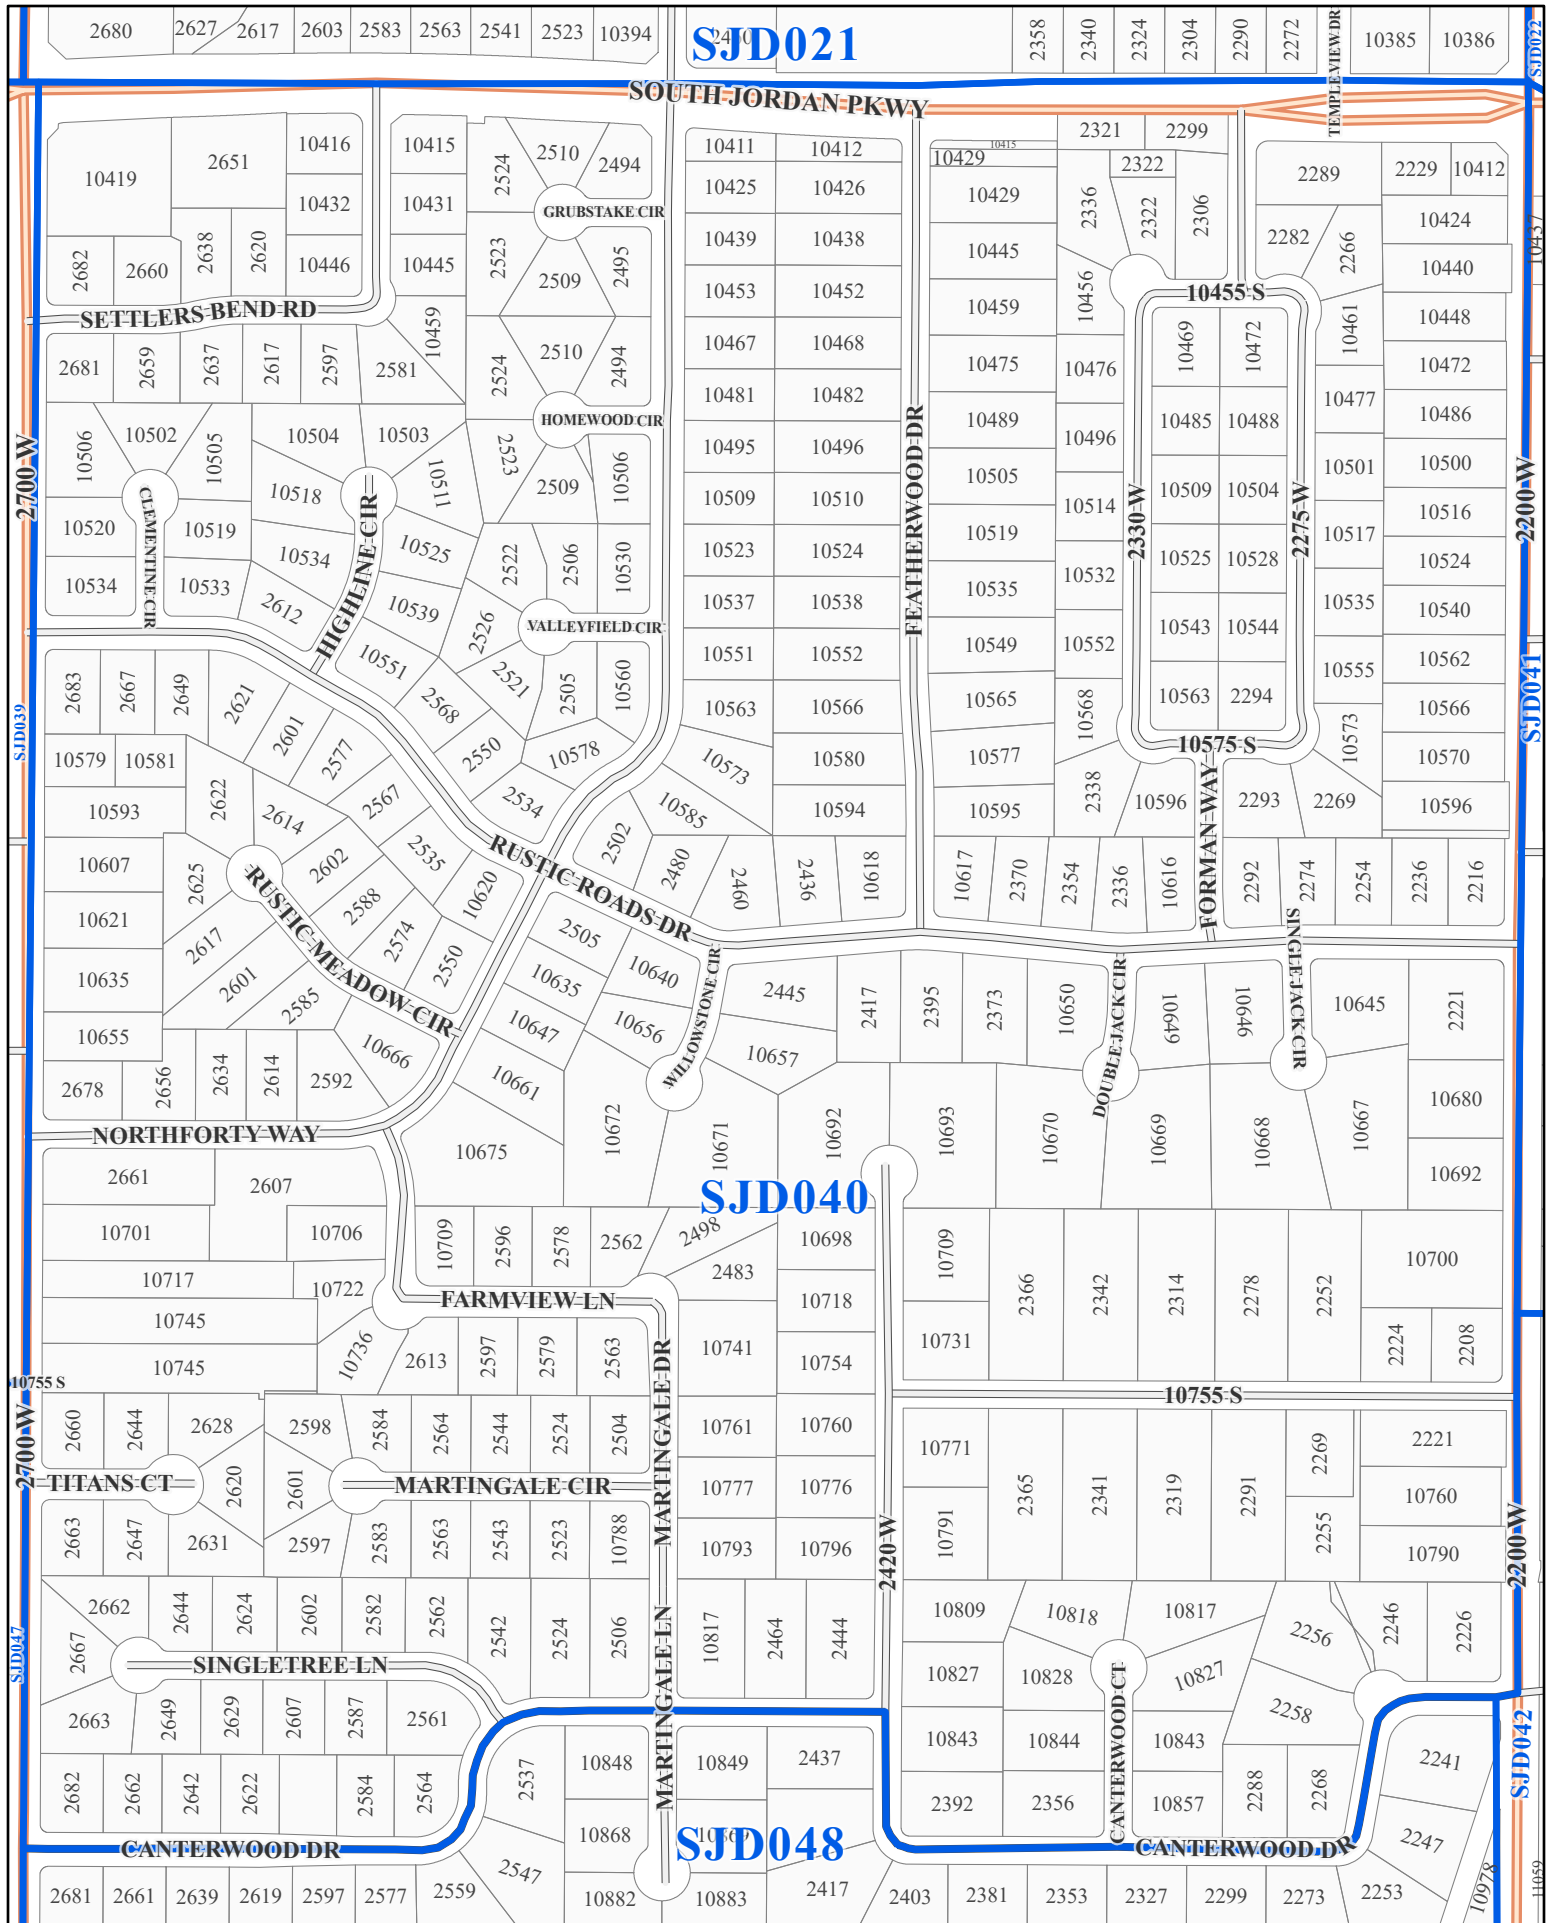 2680 2627 2617 2603 2583 2563 2541 2523 10394 SJD021 2358 2340 2324 2304 2290 2272 TEMPLEVIEW DR 10385 10386 SJD022
SOUTH JORDAN PKWY
10419 2651 10416 10415 2524 2510 2494 10411 10412 10415 10429 2321 2299 2322 2289 2229 10412
10432 10431 GRUBSTAKE CIR 10425 10426 10429 2336 2322 2306 10424 10437
2682 2660 2638 2620 10446 10445 2523 2509 2495 10439 10438 10445 2282 2266 10440
SETTLERS BEND RD 10459 10453 10452 10459 10456 10455 S 10461 10448
2681 2659 2637 2617 2597 2581 2524 2510 2494 10467 10468 10475 10476 10469 10472 10472
HOMEWOOD CIR 10481 10482 10489 10485 10488 10477 10486
2700 W 10506 10502 10505 10504 10503 10511 2523 2509 10506 10495 10496 FEATHERWOOD DR 10505 10496 10501 10500 2200 W
CLEMENTINE CIR 10518 HIGHLINE CIR 10509 10510 10514 2330 W 10509 10504 2275 W 10516
10520 10519 10534 10525 2522 2506 10530 10523 10524 10519 10532 10525 10528 10517 10524
10534 10533 2612 10539 2526 VALLEYFIELD CIR 10537 10538 10535 10543 10544 10535 10540
10551 2521 2505 10560 10551 10552 10549 10552 10555 10562 SJD041
SJD039 2683 2667 2649 2621 2601 2577 2568 2550 10578 10563 10566 10565 10568 10563 2294 10573 10566
10579 10581 2622 2567 2534 10573 10580 10577 2338 10575 S 10570
10593 2614 10585 10594 10595 10596 FORMAN WAY 2293 2269 10596
10607 2625 2602 2535 RUSTIC ROADS DR 2502 2480 2460 2436 10618 10617 2370 2354 2336 10616 2292 2274 2254 2236 2216
10621 RUSTIC MEADOW CIR 2588 10620 2505 SINGLE JACK CIR
10635 2617 2601 2585 2574 2550 10635 10640 WILLOWSTONE CIR 2445 2417 2395 2373 10650 DOUBLE JACK CIR 10649 10646 10645 2221
10655 10666 10647 10656 10657
2678 2656 2634 2614 2592 10661 10672 10671 10692 10693 10670 10669 10668 10667 10680
NORTHFORTY WAY 10675 10692
2661 2607 SJD040
10701 10706 10709 2596 2578 2562 2498 10698 10709 2366 2342 2314 2278 2252 10700
10717 10722 FARMVIEW LN 2483 10718
10745 10736 2613 2597 2579 2563 MARTINGALE DR 10741 10754 10731 2224 2208
10745
10755 S 10755 S
2700 W 2660 2644 2628 2598 2584 2564 2544 2524 2504 10761 10760 10771 2365 2341 2319 2291 2269 2221
TITANS CT 2620 2601 MARTINGALE CIR 10777 10776 10760
2663 2647 2631 2597 2583 2563 2543 2523 10788 10793 10796 2420 W 10791 2255 10790 2200 W
2662 2644 2624 2602 2582 2562 2542 2524 2506 MARTINGALE LN 10817 2464 2444 10809 10818 10817 2256 2246 2226
SJD047 2667 SINGLETREE LN 10827 10828 CANTERWOOD CT 10827
2663 2649 2629 2607 2587 2561 10843 10844 10843 2258 SJD042
2682 2662 2642 2622 2584 2564 2537 10848 10849 2437 2392 2356 10857 2288 2268 2241
CANTERWOOD DR 10868 SJD048 CANTERWOOD DR 2247
2681 2661 2639 2619 2597 2577 2559 2547 10882 10883 2417 2403 2381 2353 2327 2299 2273 2253 10978 11059